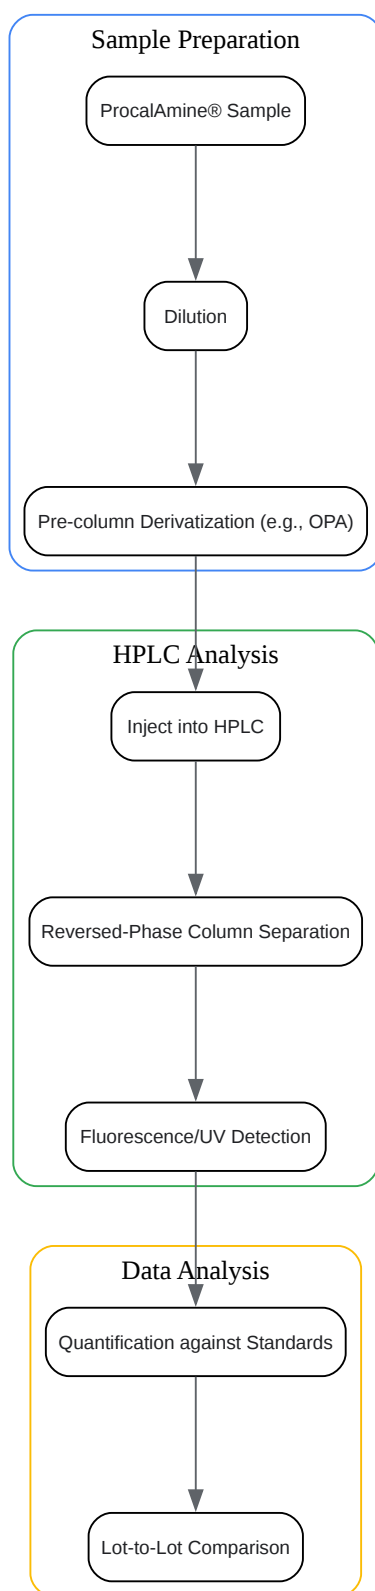 Sample Preparation
ProcalAmine® Sample
Dilution
Pre-column Derivatization (e.g., OPA)
HPLC Analysis
Inject into HPLC
Reversed-Phase Column Separation
Fluorescence/UV Detection
Data Analysis
Quantification against Standards
Lot-to-Lot Comparison